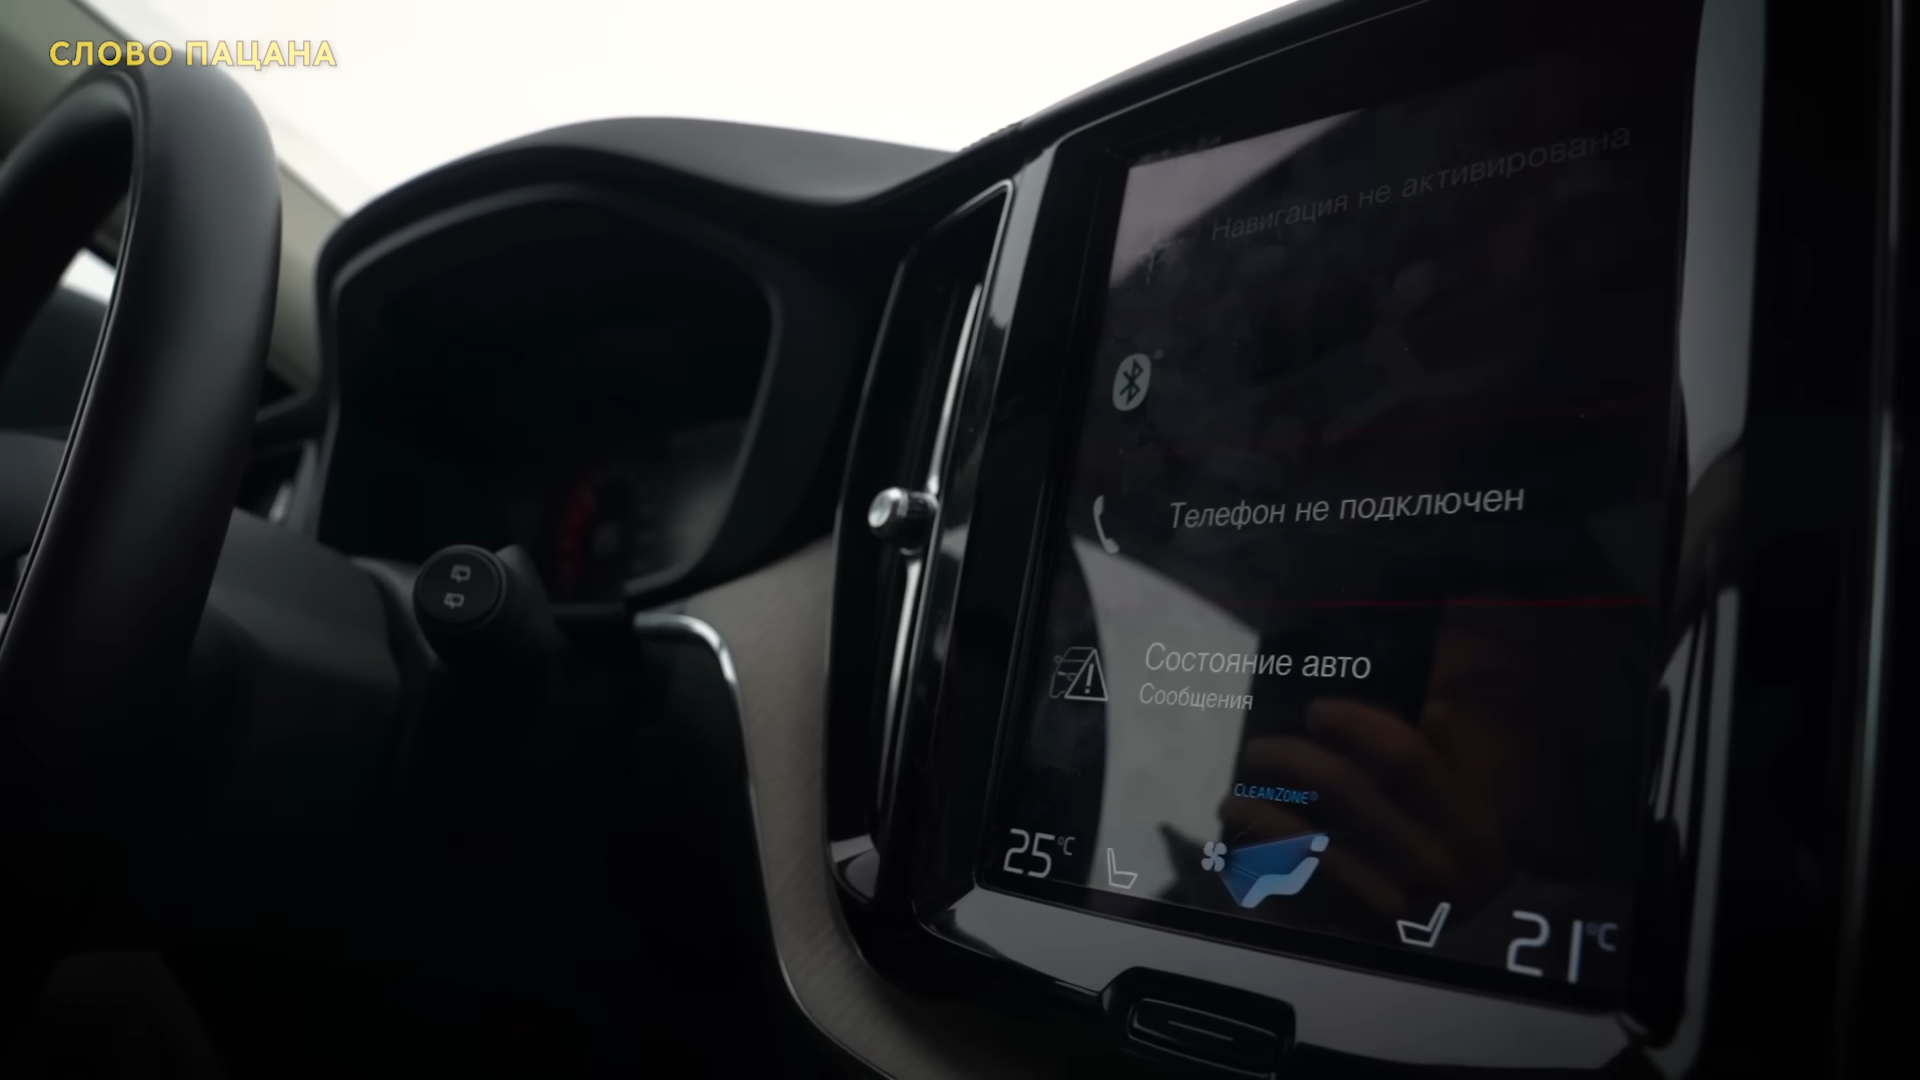 СЛОВО ПАЦАНА
Навигация не активирована
Телефон не подключен
Состояние авто
Сообщения
CLEANZONE®
25°C
21°C